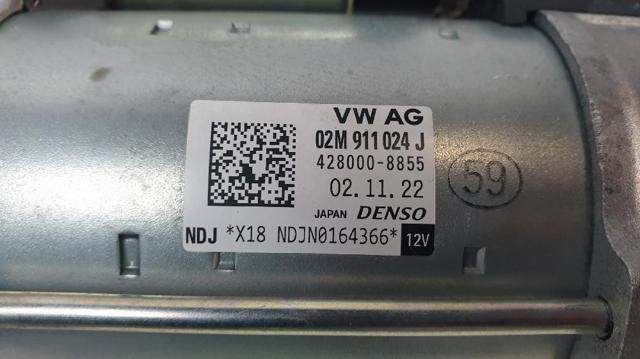 VW AG
02M 911 024 J
428000-8855
02.11.22
JAPAN DENSO
NDJ *X18 NDJN0164366* 12V
59